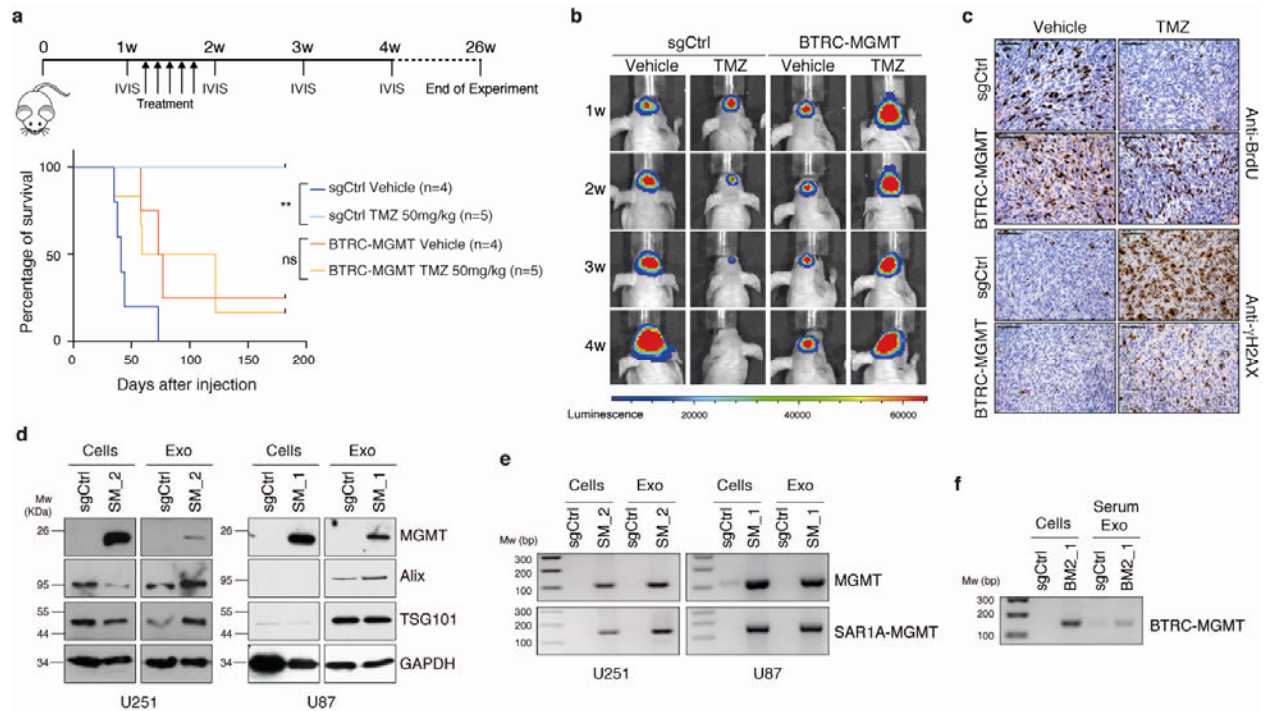 a
0 1w 2w 3w 4w 26w
IVIS IVIS IVIS IVIS End of Experiment
Treatment
Percentage of survival
100
50
0
0 50 100 150 200
Days after injection
** sgCtrl Vehicle (n=4)
sgCtrl TMZ 50mg/kg (n=5)
ns BTRC-MGMT Vehicle (n=4)
BTRC-MGMT TMZ 50mg/kg (n=5)
b
sgCtrl BTRC-MGMT
Vehicle TMZ Vehicle TMZ
1w
2w
3w
4w
Luminescence 20000 40000 60000
c
Vehicle TMZ
sgCtrl
BTRC-MGMT
Anti-BrdU
sgCtrl
BTRC-MGMT
Anti-γH2AX
d
Cells Exo Cells Exo
sgCtrl SM_2 sgCtrl SM_2 sgCtrl SM_1 sgCtrl SM_1
Mw
(KDa)
26 26 MGMT
95 95 Alix
55 55 TSG101
44 44
34 34 GAPDH
U251 U87
e
Cells Exo Cells Exo
sgCtrl SM_2 sgCtrl SM_2 sgCtrl SM_1 sgCtrl SM_1
Mw (bp)
300 300
200 200 MGMT
100 100
300 300
200 200 SAR1A-MGMT
100 100
U251 U87
f
Cells Serum
Exo
sgCtrl BM2_1 sgCtrl BM2_1
Mw (bp)
300
200 BTRC-MGMT
100